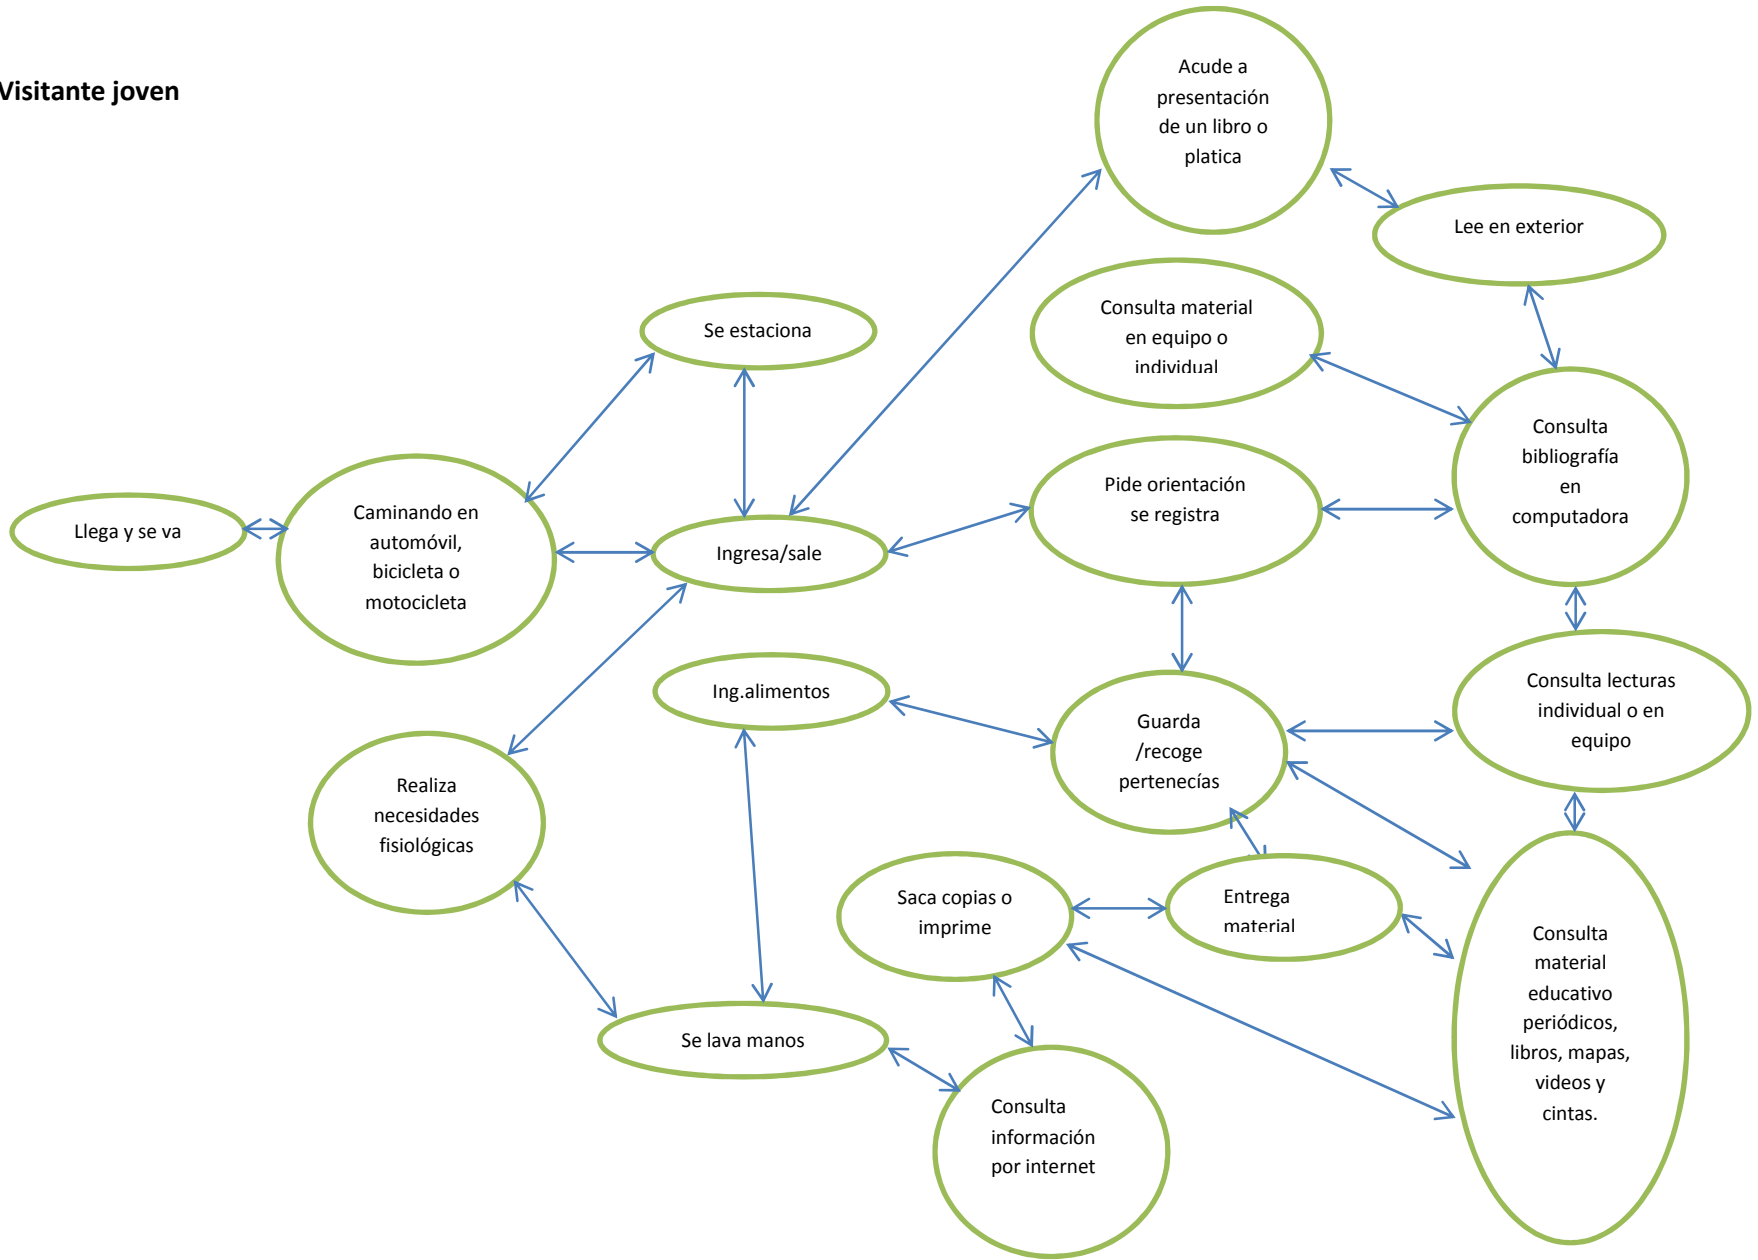 Visitante joven
Acude a
presentación
de un libro o
platica
Lee en exterior
Se estaciona
Consulta material
en equipo o
individual
Consulta
bibliografía
en
computadora
Pide orientación
se registra
Llega y se va
Caminando en
automóvil,
bicicleta o
motocicleta
Ingresa/sale
Ing.alimentos
Guarda
/recoge
pertenecías
Consulta lecturas
individual o en
equipo
Realiza
necesidades
fisiológicas
Saca copias o
imprime
Entrega
material
Consulta
material
educativo
periódicos,
libros, mapas,
videos y
cintas.
Se lava manos
Consulta
información
por internet